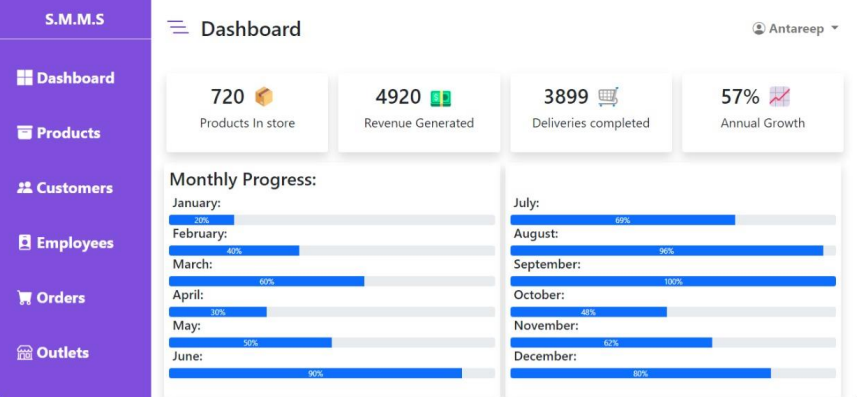 S.M.M.S
Dashboard
Products
Customers
Employees
Orders
Outlets
Dashboard
Antareep
720
Products In store
4920
Revenue Generated
3899
Deliveries completed
57%
Annual Growth
Monthly Progress:
January:
20%
February:
40%
March:
60%
April:
30%
May:
50%
June:
90%
July:
69%
August:
96%
September:
100%
October:
48%
November:
62%
December:
80%